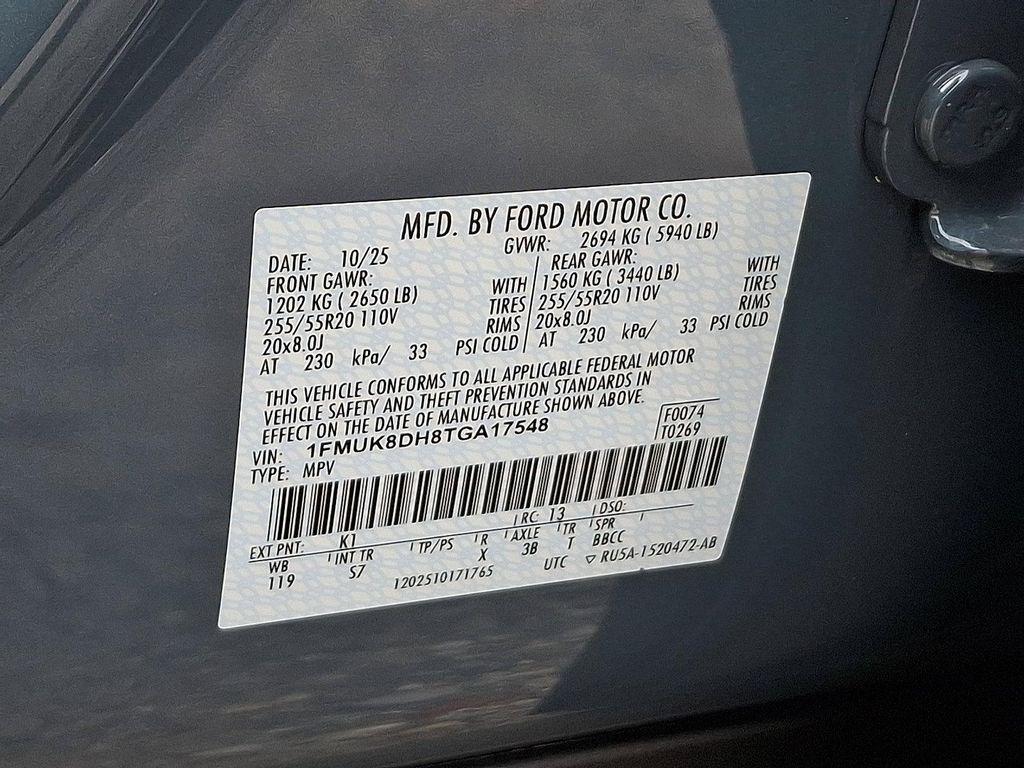 MFD. BY FORD MOTOR CO.
DATE: 10/25 GVWR: 2694 KG ( 5940 LB)
FRONT GAWR: REAR GAWR:
1202 KG ( 2650 LB) WITH 1560 KG ( 3440 LB) WITH
255/55R20 110V TIRES 255/55R20 110V TIRES
20x8.0J RIMS 20x8.0J RIMS
AT 230 kPa/ 33 PSI COLD AT 230 kPa/ 33 PSI COLD
THIS VEHICLE CONFORMS TO ALL APPLICABLE FEDERAL MOTOR
VEHICLE SAFETY AND THEFT PREVENTION STANDARDS IN
EFFECT ON THE DATE OF MANUFACTURE SHOWN ABOVE.
VIN: 1FMUK8DH8TGA17548 F0074
TYPE: MPV T0269
EXT PNT: K1 RC: 13 DSO:
WB INT TR TP/PS R AXLE TR SPR
119 S7 X 3B T BBCC
1202510171765 UTC ▽ RU5A-1520472-AB